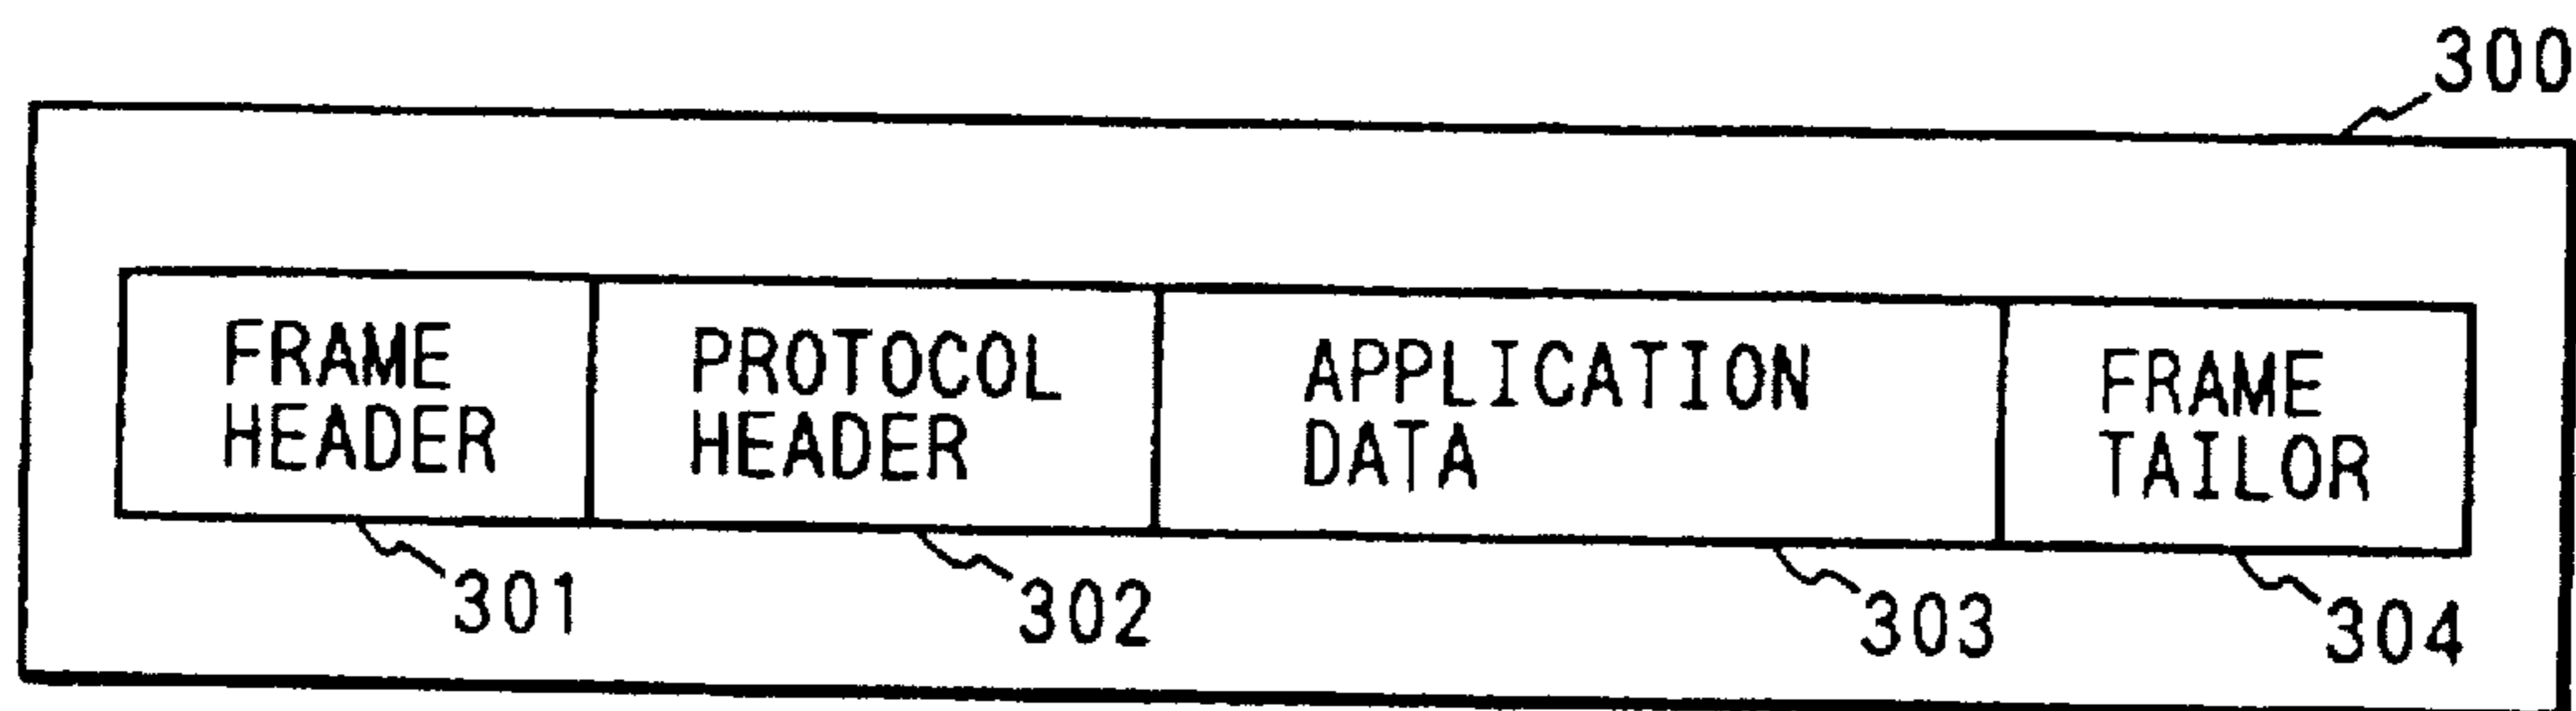 300
FRAME
HEADER
PROTOCOL
HEADER
APPLICATION
DATA
FRAME
TAILOR
301
302
303
304